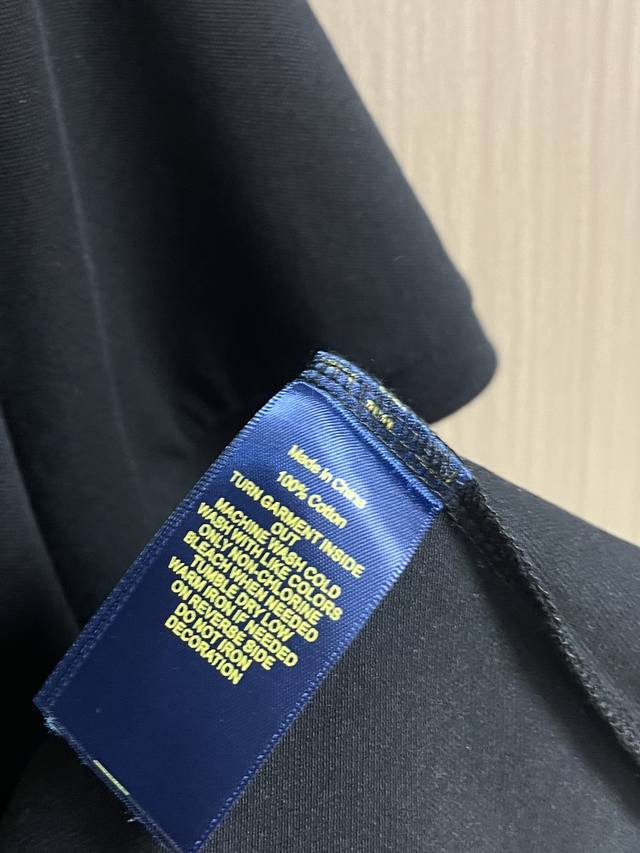 Made in China
100% Cotton
TURN GARMENT INSIDE
OUT
MACHINE WASH COLD
WASH WITH LIKE COLORS
ONLY NON-CHLORINE
BLEACH WHEN NEEDED
TUMBLE DRY LOW
WARM IRON IF NEEDED
ON REVERSE SIDE
DO NOT IRON
DECORATION